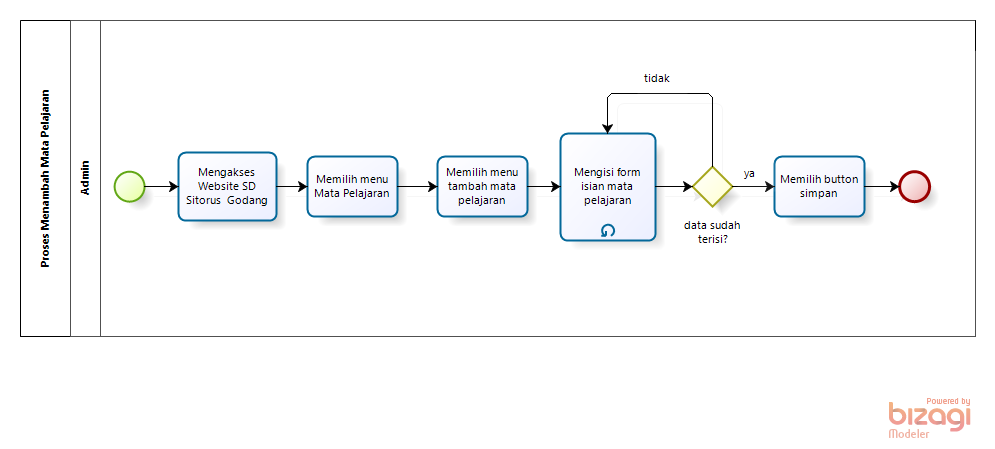 Proses Menambah Mata Pelajaran
Admin
Mengakses
Website SD
Sitorus Godang
Memilih menu
Mata Pelajaran
Memilih menu
tambah mata
pelajaran
Mengisi form
isian mata
pelajaran
tidak
data sudah
terisi?
ya
Memilih button
simpan
Powered by
bizagi
Modeler